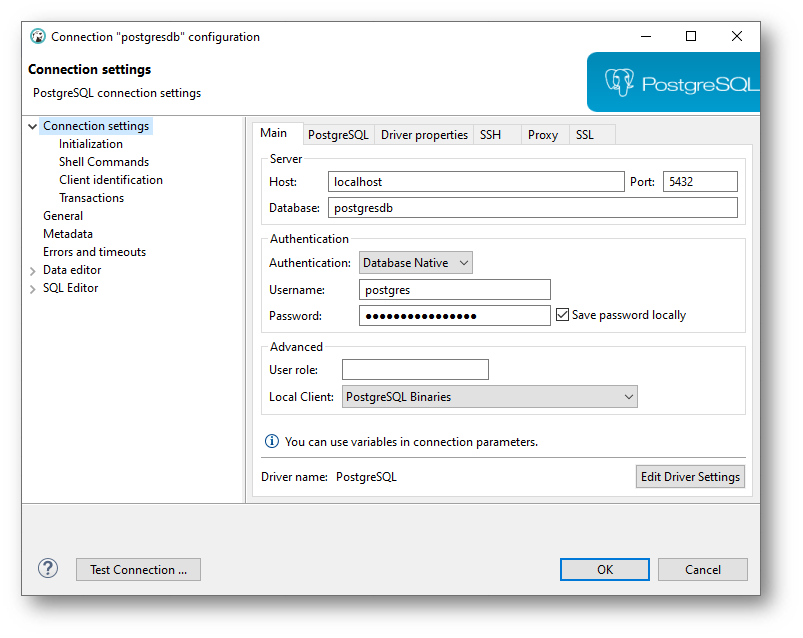 Connection "postgresdb" configuration
Connection settings
PostgreSQL connection settings
PostgreSQL
Connection settings
Initialization
Shell Commands
Client identification
Transactions
General
Metadata
Errors and timeouts
Data editor
SQL Editor
Main PostgreSQL Driver properties SSH Proxy SSL
Server
Host: localhost Port: 5432
Database: postgresdb
Authentication
Authentication: Database Native
Username: postgres
Password: •••••••••••••••• Save password locally
Advanced
User role:
Local Client: PostgreSQL Binaries
You can use variables in connection parameters.
Driver name: PostgreSQL Edit Driver Settings
? Test Connection ... OK Cancel